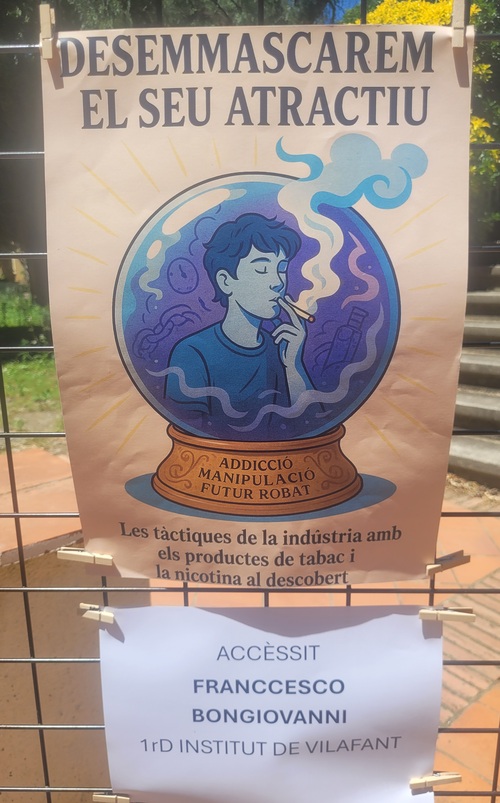 DESEMMASCAREM
EL SEU ATRACTIU
ADDICCIÓ
MANIPULACIÓ
FUTUR ROBAT
Les tàctiques de la indústria amb
els productes de tabac i
la nicotina al descobert
ACCÈSSIT
FRANCCESCO
BONGIOVANNI
1rD INSTITUT DE VILAFANT